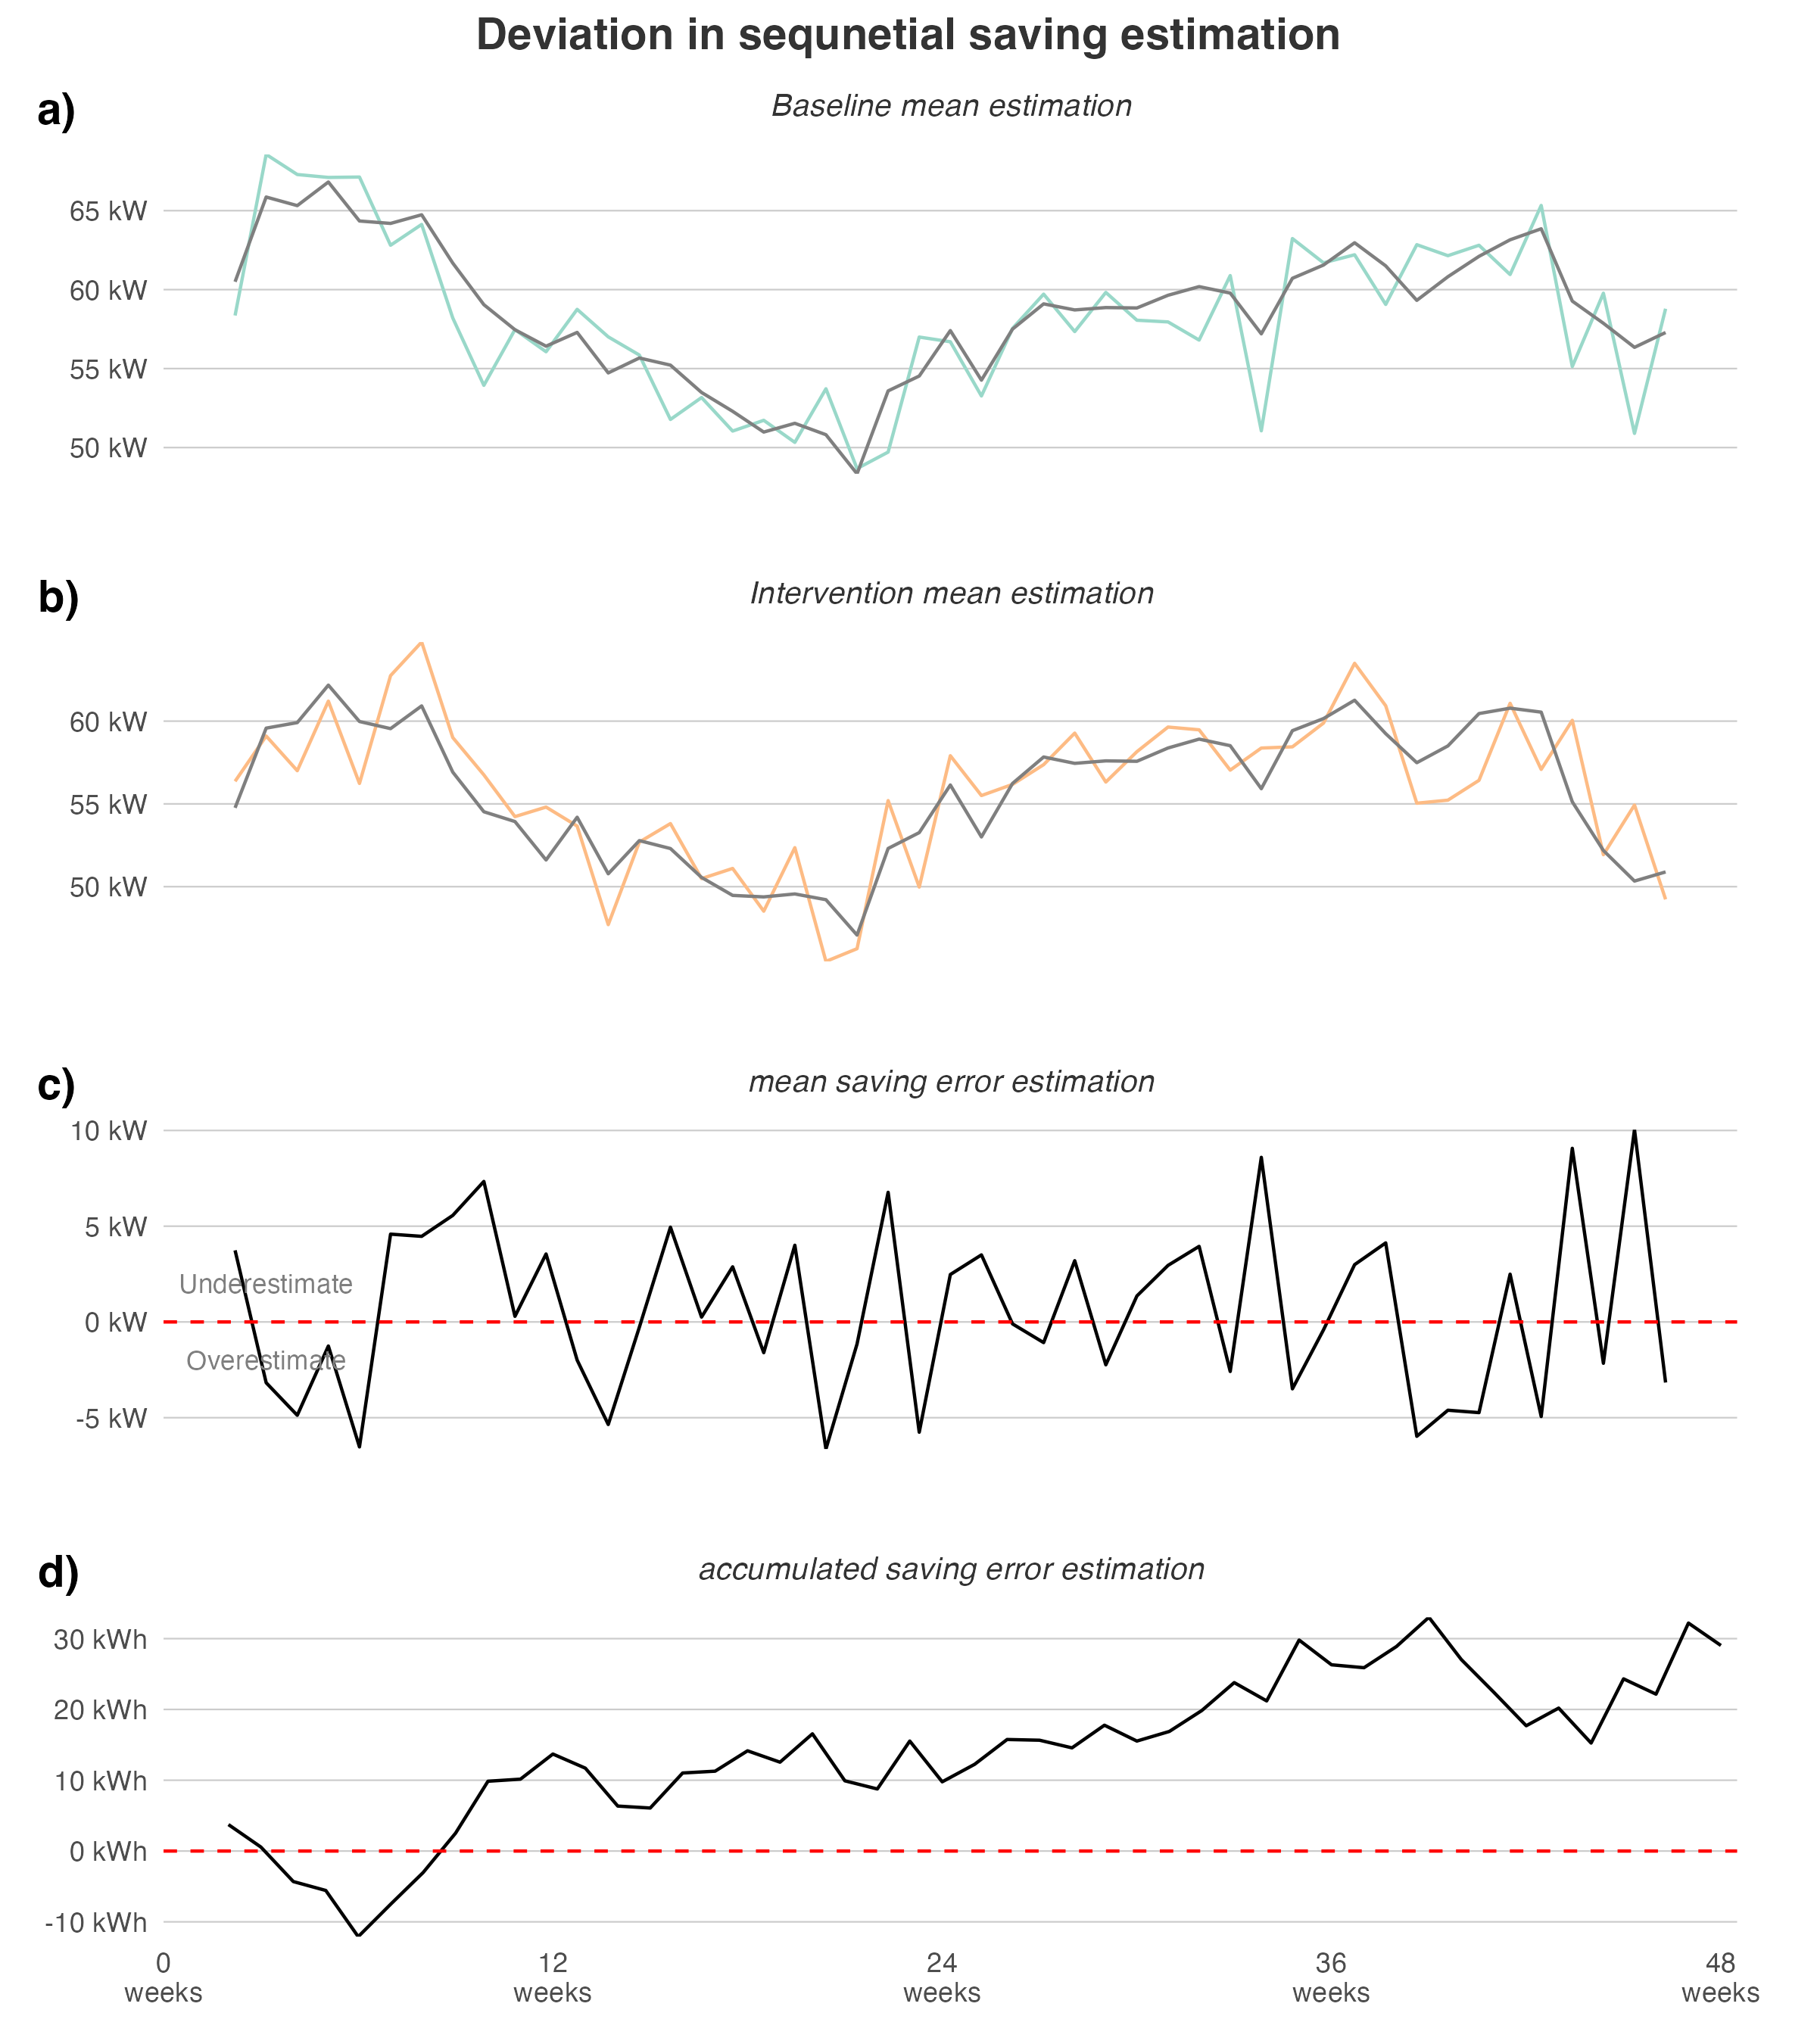 Deviation in sequnetial saving estimation
a)
Baseline mean estimation
65 kW
60 kW
55 kW
50 kW
b)
Intervention mean estimation
60 kW
55 kW
50 kW
c)
mean saving error estimation
10 kW
5 kW
Underestimate
0 kW
Overestimate
-5 kW
d)
accumulated saving error estimation
30 kWh
20 kWh
10 kWh
0 kWh
-10 kWh
0 12 24 36 48
weeks weeks weeks weeks weeks